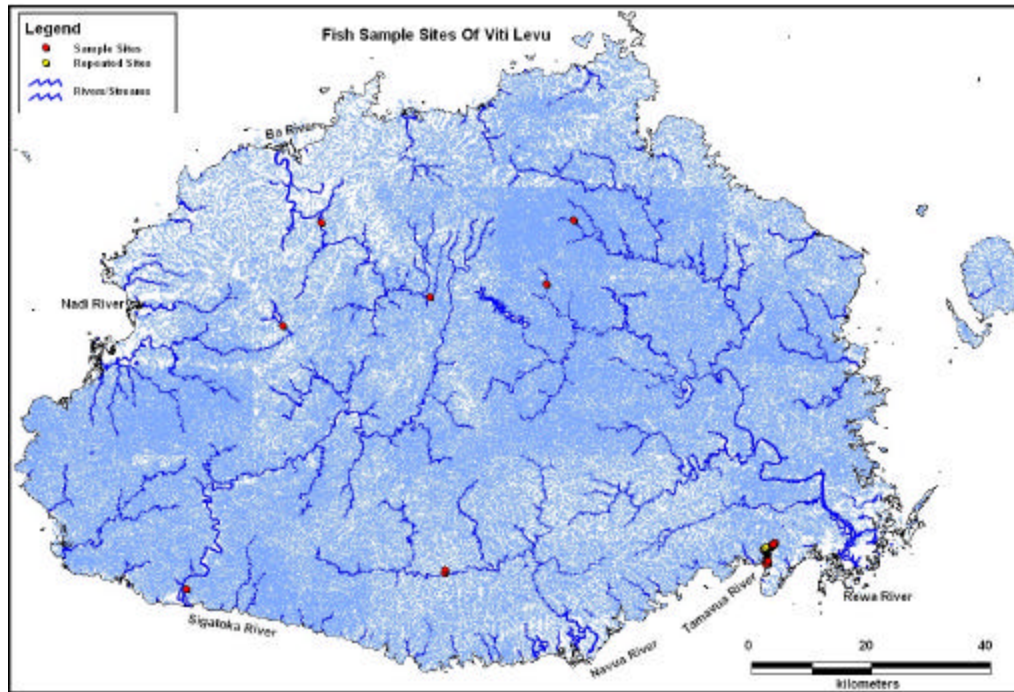 Legend
Sample Sites
Repeated Sites
Rivers/Streams
Fish Sample Sites Of Viti Levu
Ba River
Nadi River
Sigatoka River
Navua River
Tamavua River
Rewa River
0 20 40
kilometers